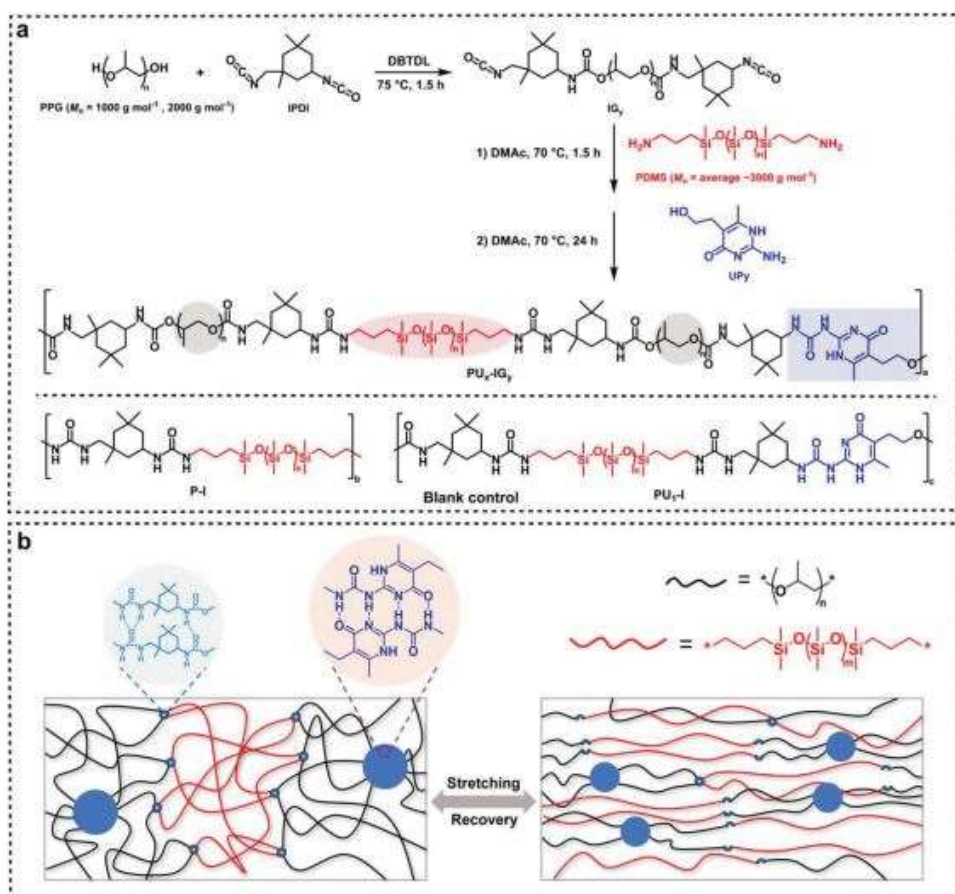 a
PPG (Mn = 1000 g mol⁻¹ , 2000 g mol⁻¹)
+
IPDI
DBTDL
75 °C, 1.5 h
IGy
1) DMAc, 70 °C, 1.5 h
PDMS (Mn = average ~3000 g mol⁻¹)
2) DMAc, 70 °C, 24 h
UPy
PUx-IGy
P-I
Blank control
PU₁-I
b
Stretching
Recovery